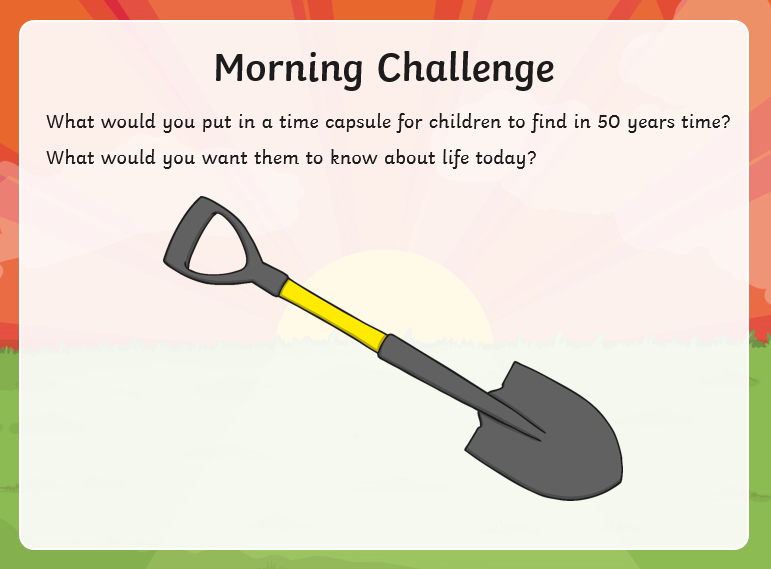 Morning Challenge
What would you put in a time capsule for children to find in 50 years time?
What would you want them to know about life today?